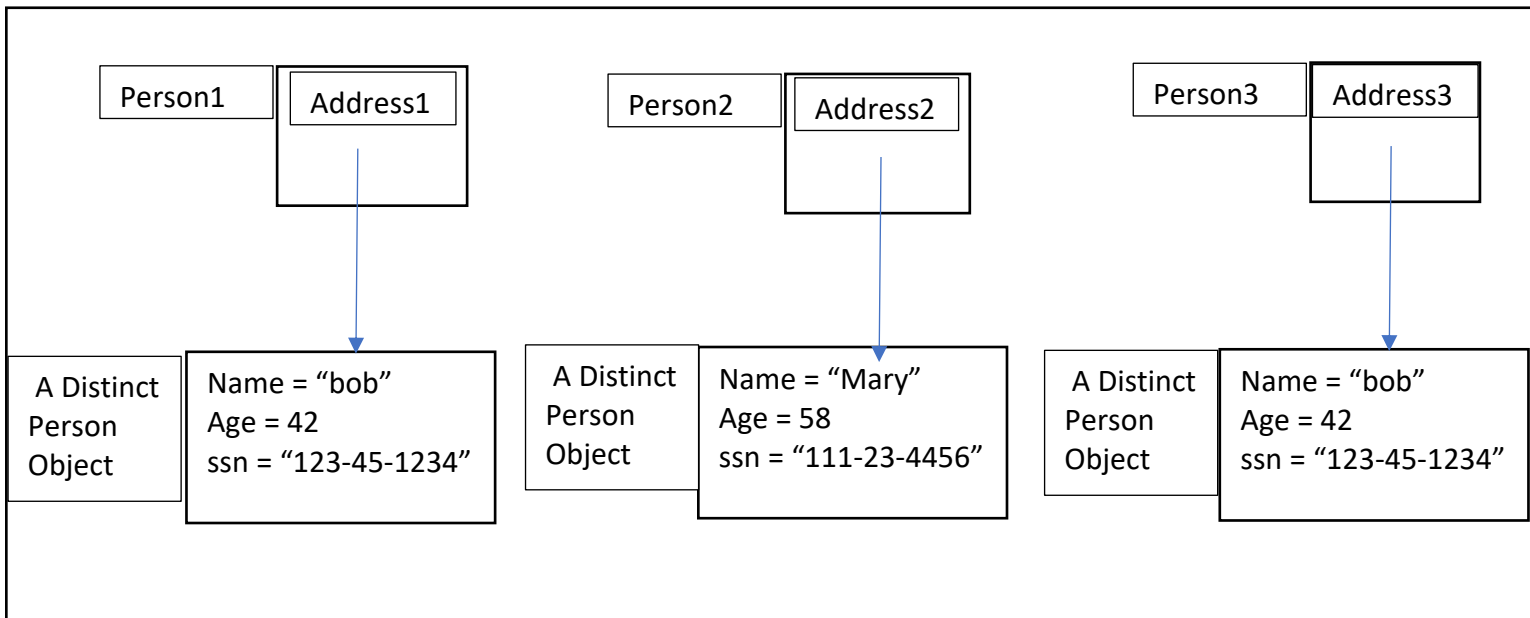 Person1
Address1
Person2
Address2
Person3
Address3
A Distinct
Person
Object
Name = “bob”
Age = 42
ssn = “123-45-1234”
A Distinct
Person
Object
Name = “Mary”
Age = 58
ssn = “111-23-4456”
A Distinct
Person
Object
Name = “bob”
Age = 42
ssn = “123-45-1234”